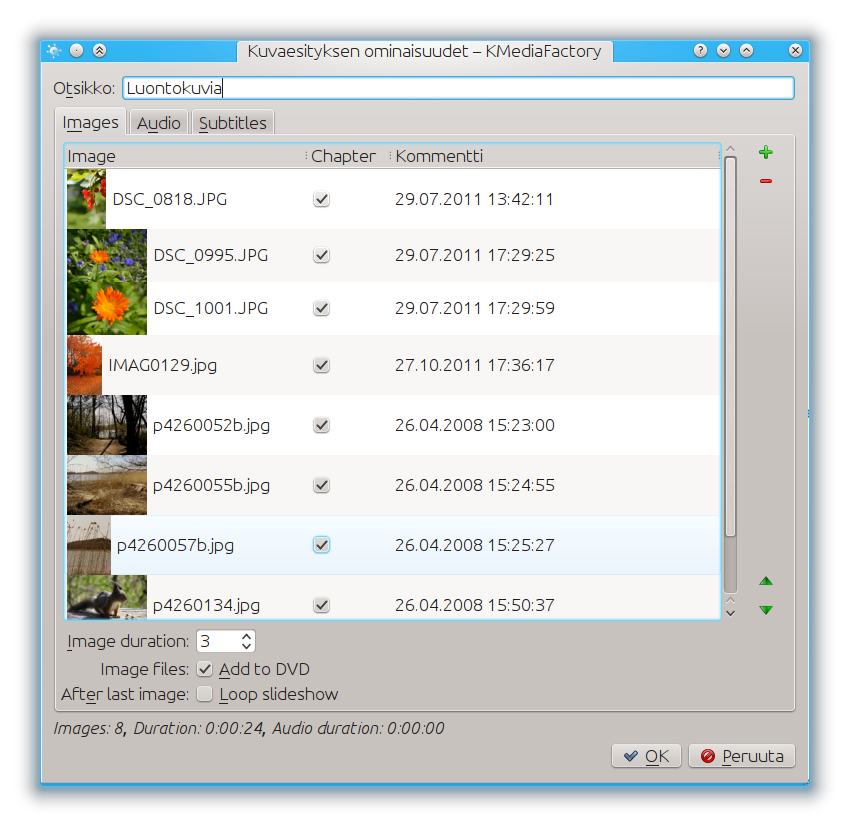 Kuvaesityksen ominaisuudet – KMediaFactory
Otsikko: Luontokuvia
Images Audio Subtitles
Image Chapter Kommentti
DSC_0818.JPG 29.07.2011 13:42:11
DSC_0995.JPG 29.07.2011 17:29:25
DSC_1001.JPG 29.07.2011 17:29:59
IMAG0129.jpg 27.10.2011 17:36:17
p4260052b.jpg 26.04.2008 15:23:00
p4260055b.jpg 26.04.2008 15:24:55
p4260057b.jpg 26.04.2008 15:25:27
p4260134.jpg 26.04.2008 15:50:37
Image duration: 3
Image files: Add to DVD
After last image: Loop slideshow
Images: 8, Duration: 0:00:24, Audio duration: 0:00:00
OK Peruuta